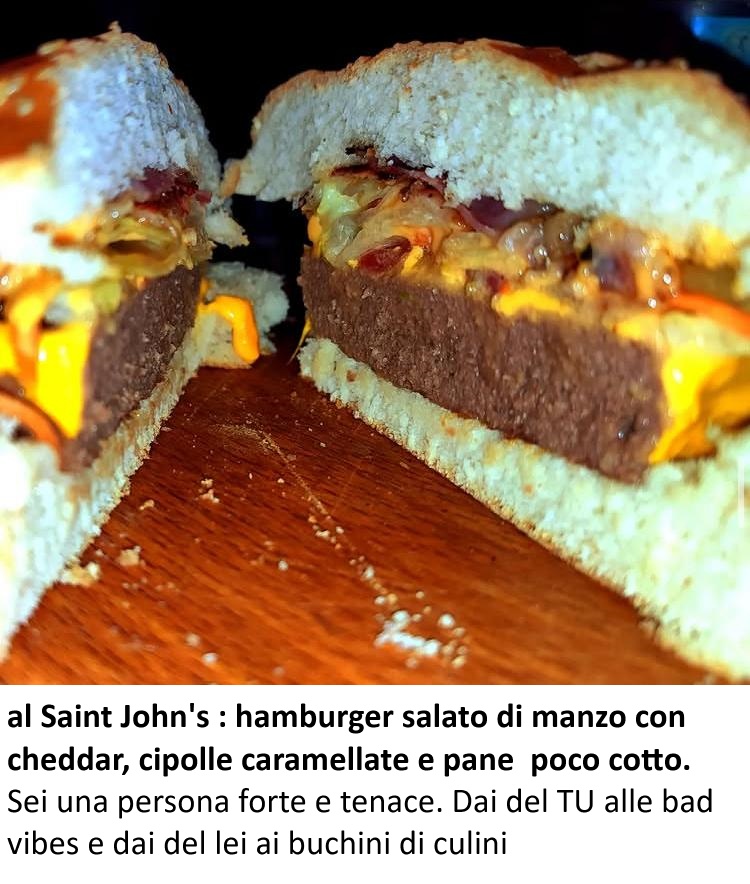 al Saint John's : hamburger salato di manzo con
cheddar, cipolle caramellate e pane  poco cotto.
Sei una persona forte e tenace. Dai del TU alle bad
vibes e dai del lei ai buchini di culini